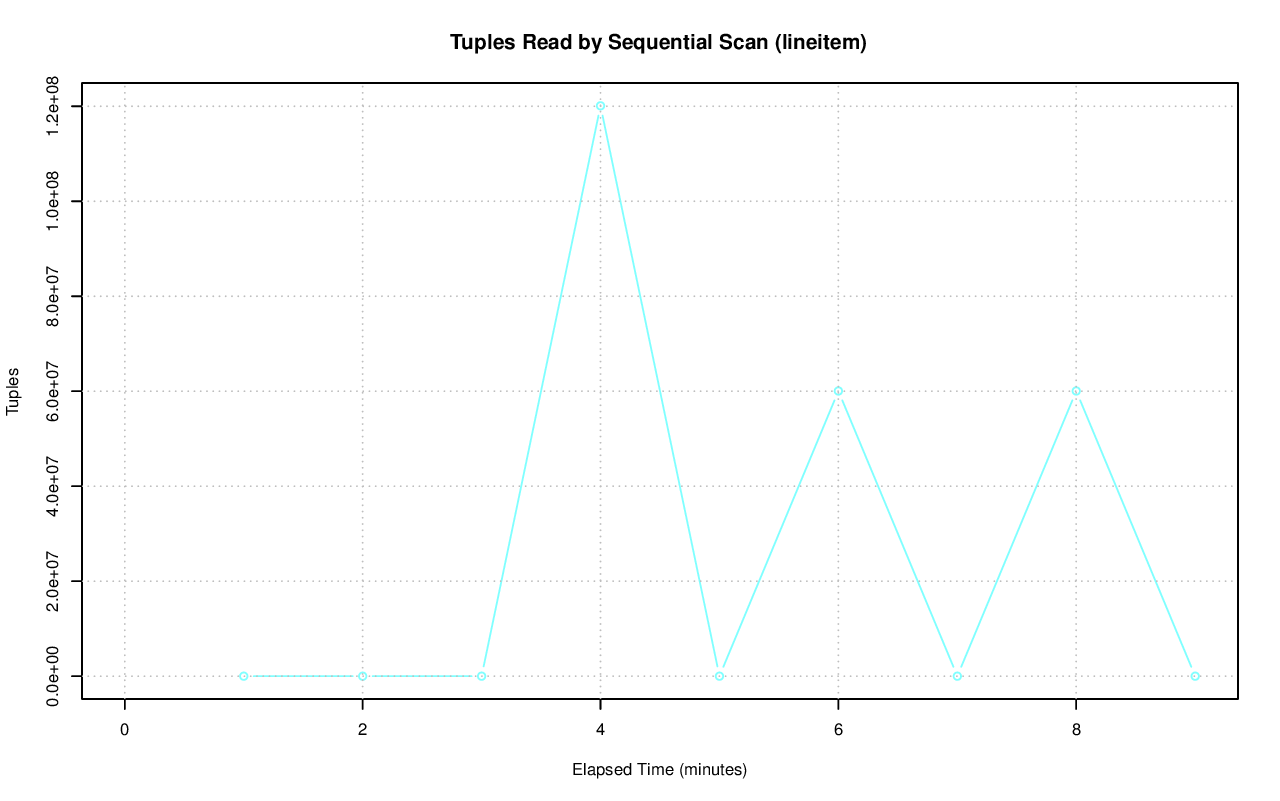 Tuples Read by Sequential Scan (lineitem)
1.2e+08
1.0e+08
8.0e+07
6.0e+07
4.0e+07
2.0e+07
0.0e+00
Tuples
0 2 4 6 8
Elapsed Time (minutes)